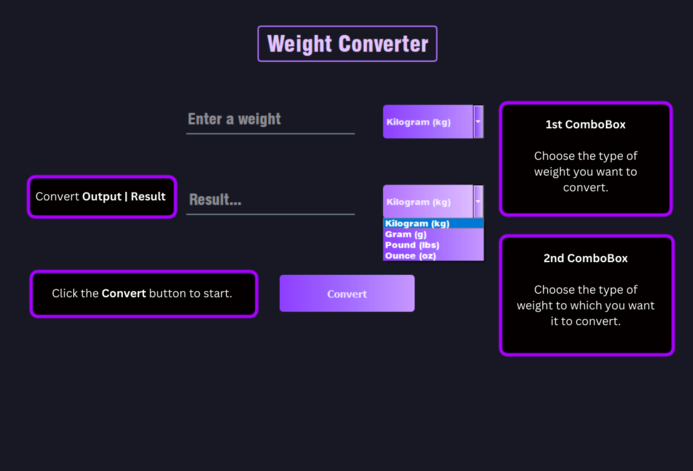 Weight Converter
Enter a weight
Kilogram (kg)
1st ComboBox
Choose the type of
weight you want to
convert.
Convert Output | Result
Result...
Kilogram (kg)
Kilogram (kg)
Gram (g)
Pound (lbs)
Ounce (oz)
2nd ComboBox
Choose the type of
weight to which you want
it to convert.
Click the Convert button to start.
Convert